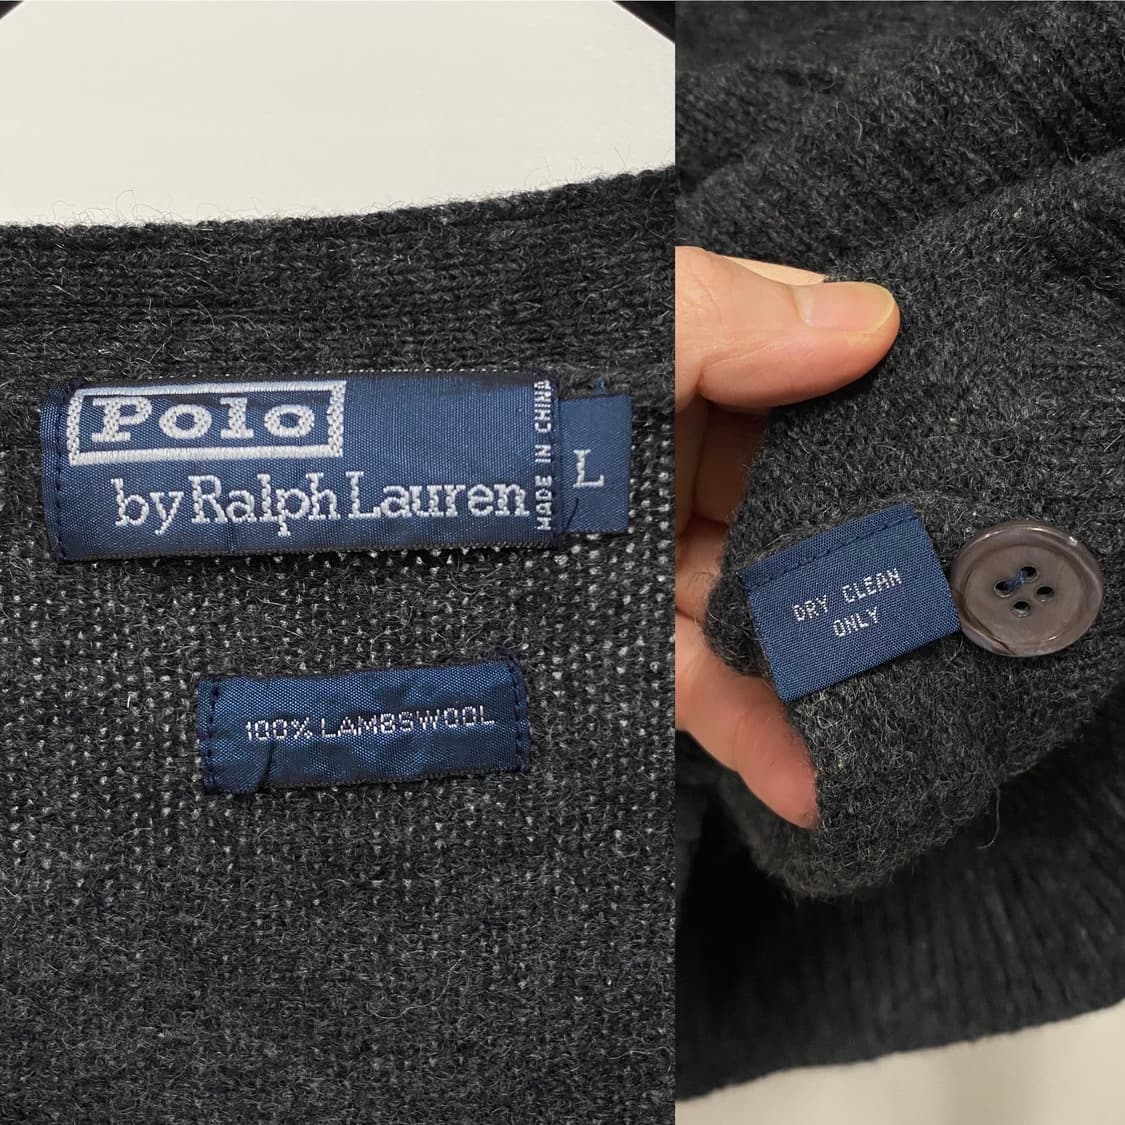 Polo
by Ralph Lauren
MADE IN CHINA
L
100% LAMBSWOOL
DRY CLEAN
ONLY